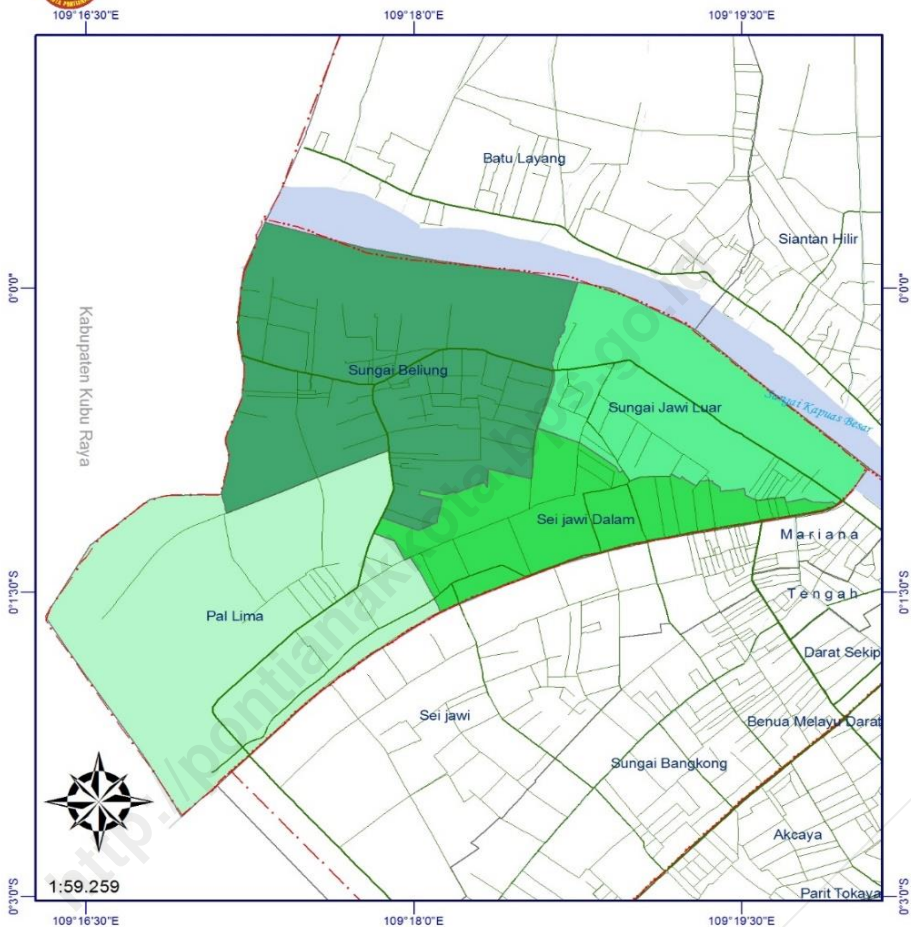 109°16'30"E 109°18'0"E 109°19'30"E
Batu Layang
Siantan Hilir
0°0'0" 0°0'0"
Kabupaten Kubu Raya
Sungai Beliung
Sungai Jawi Luar
Sungai Kapuas Besar
Sei jawi Dalam
Mariana
0°1'30"S 0°1'30"S
Tengah
Pal Lima
Darat Sekip
Sei jawi
Benua Melayu Darat
Sungai Bangkong
Akcaya
1:59.259
Parit Tokaya
0°3'0"S 0°3'0"S
109°16'30"E 109°18'0"E 109°19'30"E
http://pontianakkota.bps.go.id